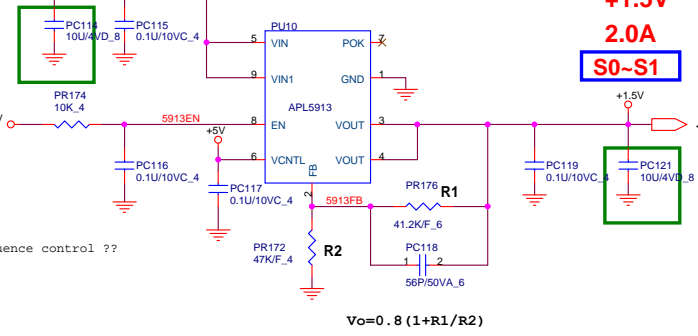 +1.5V
2.0A
S0~S1
+1.5V
PC114
10U/4VD_8
PC115
0.1U/10VC_4
PU10
5
VIN
POK
7
9
VIN1
GND
1
APL5913
PR174
10K_4
5913EN
8
EN
VOUT
3
+5V
6
VCNTL
VOUT
4
FB
2
PC116
0.1U/10VC_4
PC117
0.1U/10VC_4
PC119
0.1U/10VC_4
PC121
10U/4VD_8
5913FB
PR176
R1
41.2K/F_6
PR172
47K/F_4
R2
PC118
1
2
56P/50VA_6
uence control ??
Vo=0.8(1+R1/R2)